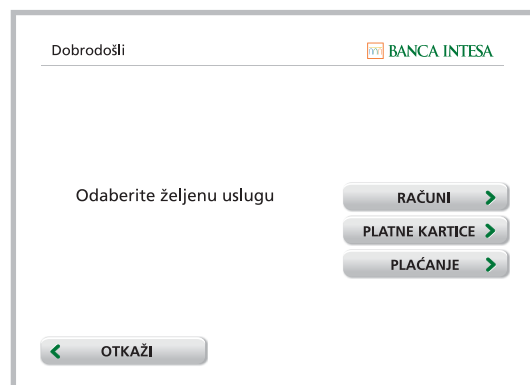 Dobrodošli
BANCA INTESA
Odaberite željenu uslugu
RAČUNI
PLATNE KARTICE
PLAĆANJE
OTKAŽI